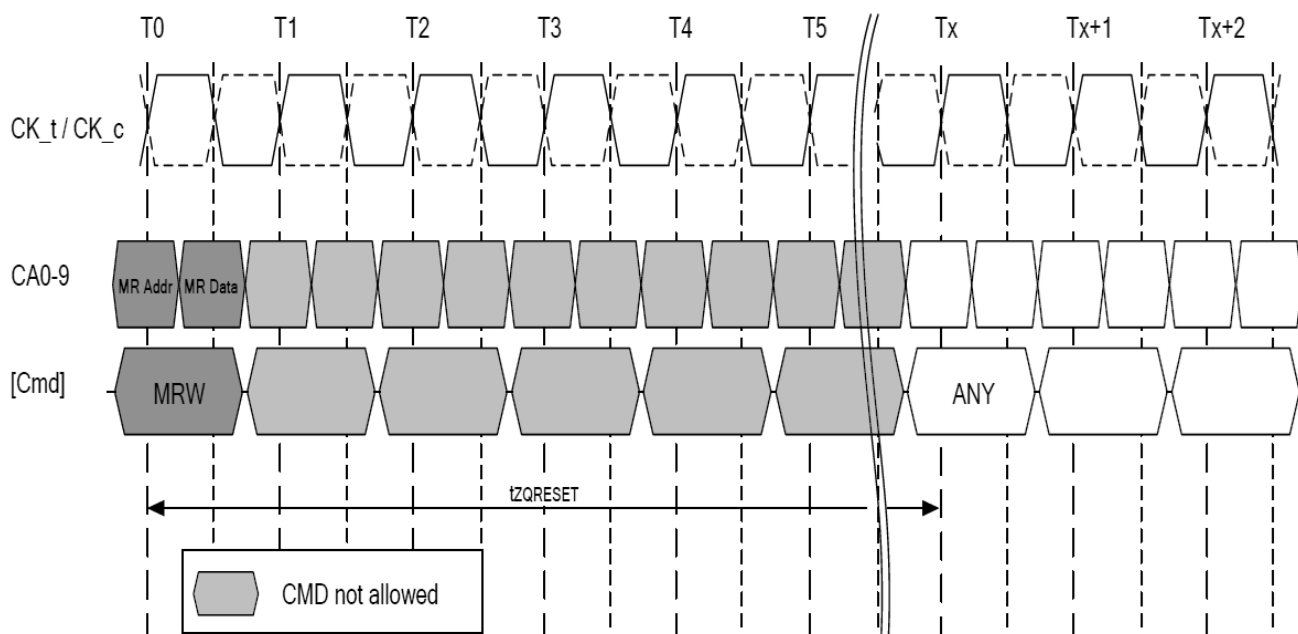 T0 T1 T2 T3 T4 T5 Tx Tx+1 Tx+2
CK_t / CK_c
CA0-9 MR Addr MR Data
[Cmd] MRW ANY
tZQRESET
CMD not allowed